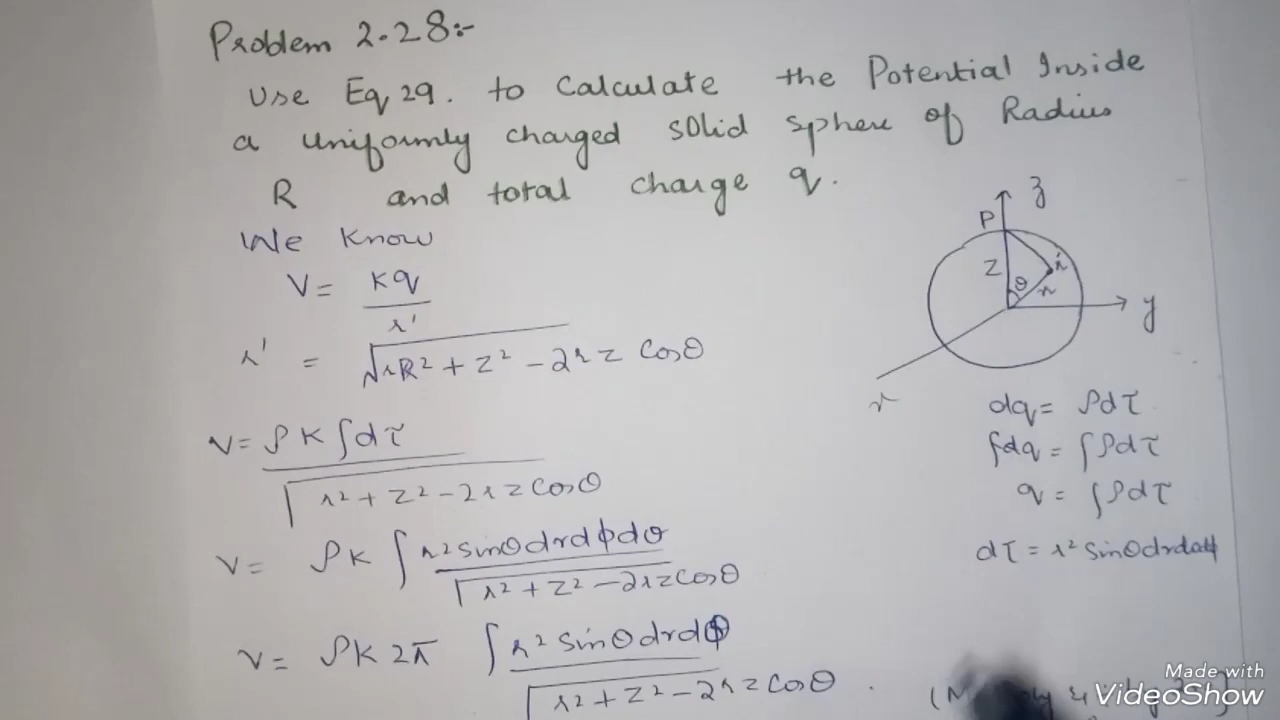 Problem 2.28:-
Use Eq 29. to Calculate the Potential Inside
a uniformly charged solid sphere of Radius
R and total charge q.
We Know
V = Kq / r'
r' = √rR² + z² - 2rz Cosθ
V = ρK∫dτ / √r² + z² - 2rz Cosθ
V = ρK ∫ r² sinθ dr dϕ dθ / √r² + z² - 2rz Cosθ
V = ρK 2π ∫ r² sinθ dr dϕ / √r² + z² - 2rz Cosθ .
z
P
z
θ
r
y
x
dq = ρdτ
∫dq = ∫ρdτ
q = ∫ρdτ
dτ = r² sinθ dr dθ dϕ
Made with
VideoShow